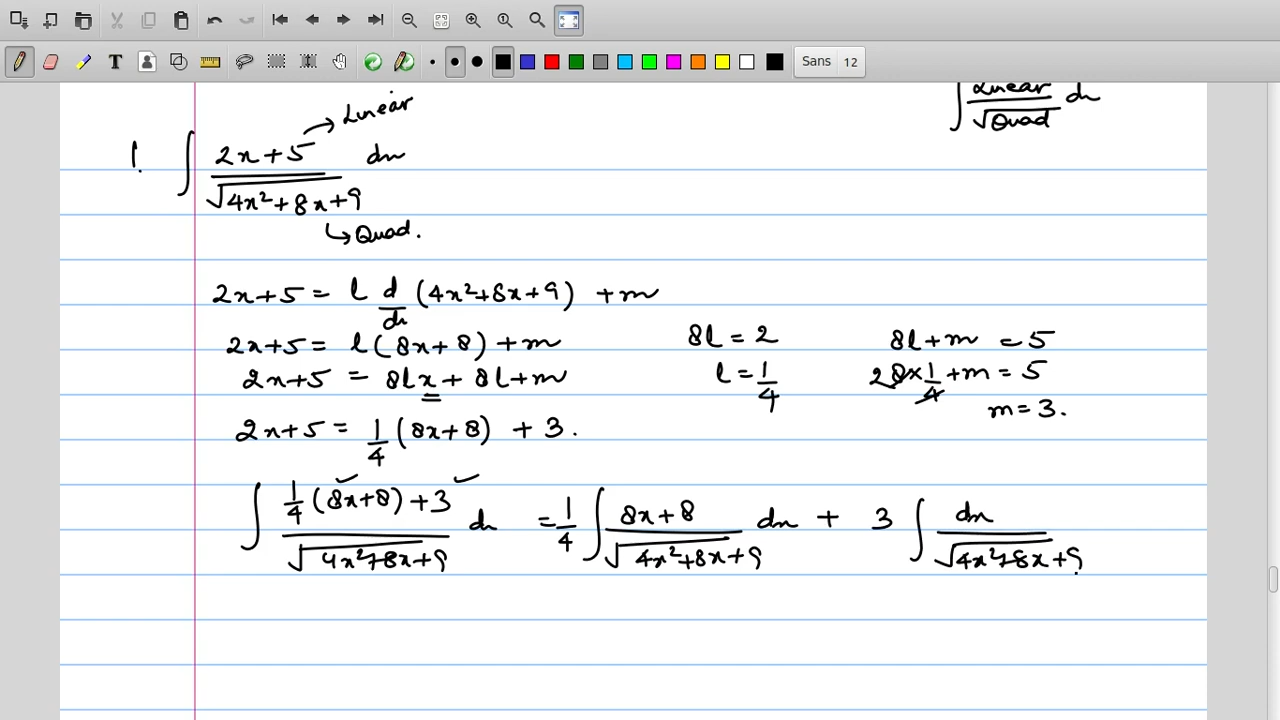 Sans 12
∫ Linear/√Quad dx
→ Linear
1. ∫ (2x+5)/√(4x²+8x+9) dx
↳ Quad.
2x+5 = l d/dx (4x²+8x+9) + m
2x+5 = l(8x+8) + m    8l = 2    8l+m = 5
2x+5 = 8lx + 8l+m    l = 1/4    2 8×1/4 + m = 5
m = 3.
2x+5 = 1/4 (8x+8) + 3.
∫ (1/4 (8x+8) + 3)/√(4x²+8x+9) dx = 1/4 ∫ (8x+8)/√(4x²+8x+9) dx + 3 ∫ dx/√(4x²+8x+9)